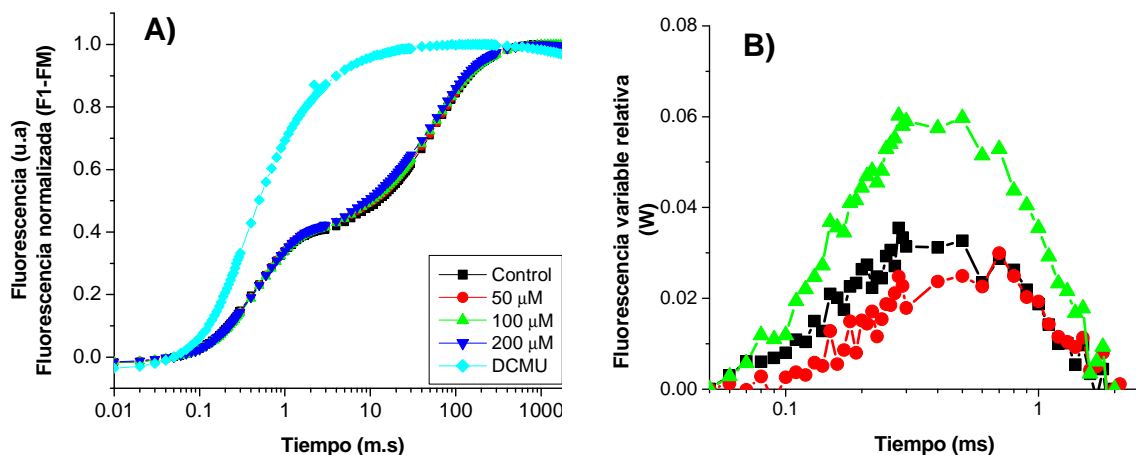 A)
Fluorescencia (u.a)
Fluorescencia normalizada (F1-FM)
1.0
0.8
0.6
0.4
0.2
0.0
Control
50 μM
100 μM
200 μM
DCMU
0.01 0.1 1 10 100 1000
Tiempo (m.s)
B)
Fluorescencia variable relativa
(W)
0.08
0.06
0.04
0.02
0.00
0.1 1
Tiempo (ms)